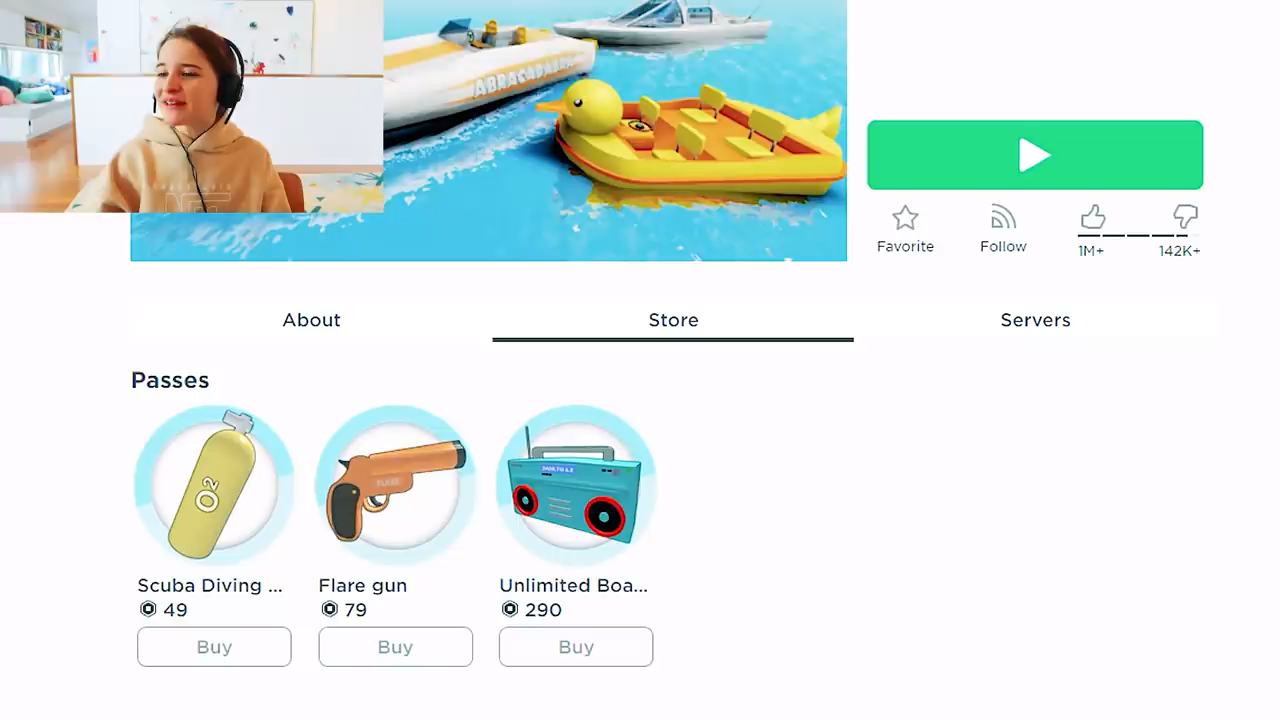 ABRACADABRA
Favorite
Follow
1M+
142K+
About
Store
Servers
Passes
O2
FLARE
Scuba Diving ...
Flare gun
Unlimited Boa...
49
79
290
Buy
Buy
Buy